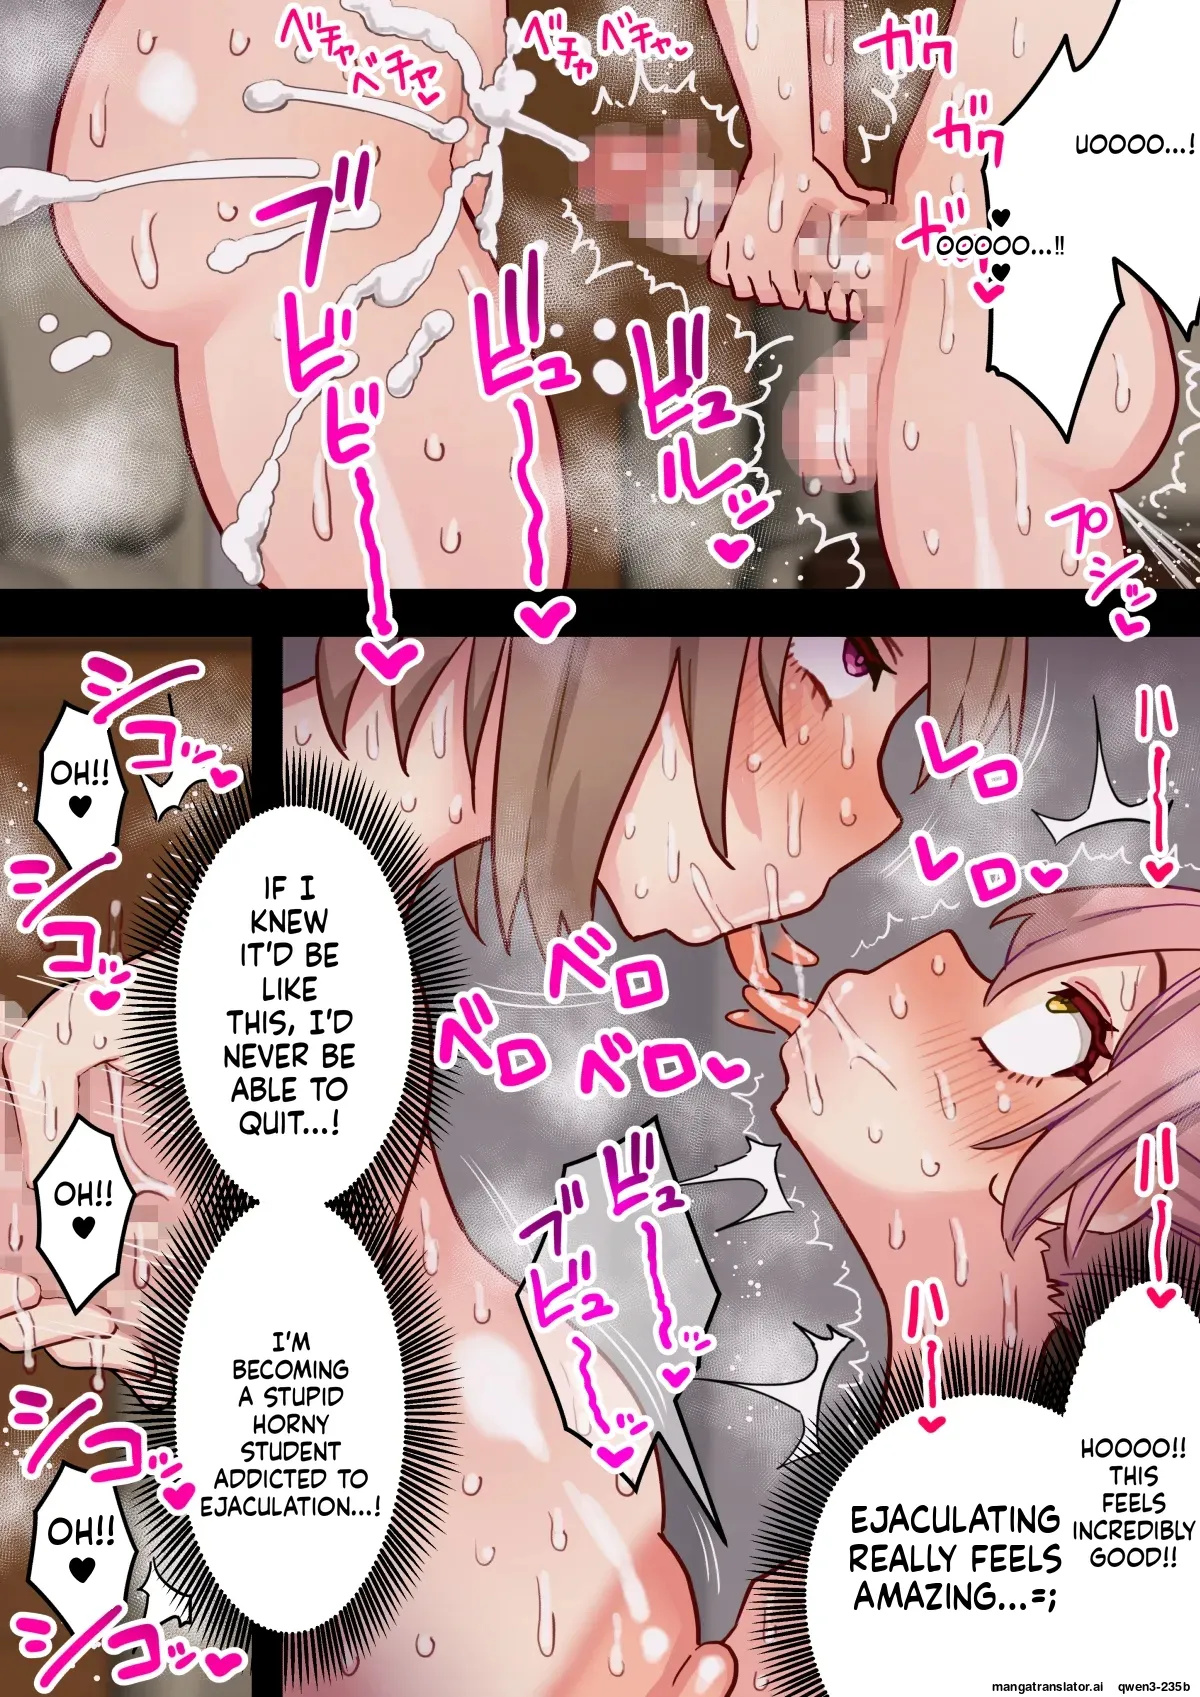 UOOOO...!
♥
OOOOO...!!
♥
ベチャ
ベチャ♥
ベチャ
ベチャ♥
ガク
ガク
ガク♥
ブビュ
ビュ〜〜♥
ビュルルッ♥
プシッ♥
シコッ♥
OH!!
♥
シコッ♥
OH!!
♥
シコッ♥
OH!!
♥
シコッ♥
IF I
KNEW
IT'D BE
LIKE
THIS, I'D
NEVER BE
ABLE TO
QUIT...!
I'M
BECOMING
A STUPID
HORNY
STUDENT
ADDICTED TO
EJACULATION...!
レロ
レロ♥
ベロ
ベロ
ベロ♥
ハ〜♥
ハ〜♥
ビュ〜〜♥
HOOOO!!
THIS
FEELS
INCREDIBLY
GOOD!!
EJACULATING
REALLY FEELS
AMAZING...=;
mangatranslator.ai qwen3-235b